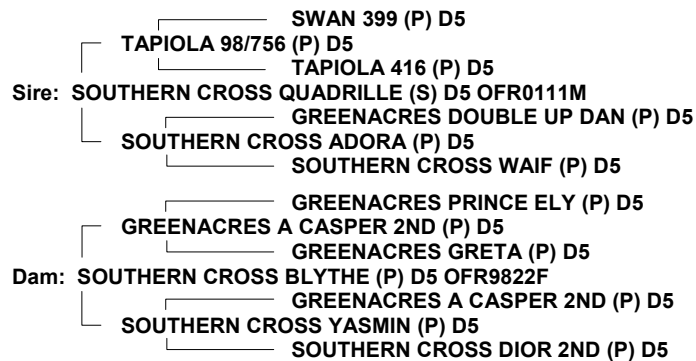 SWAN 399 (P) D5
TAPIOLA 98/756 (P) D5
TAPIOLA 416 (P) D5
Sire: SOUTHERN CROSS QUADRILLE (S) D5 OFR0111M
GREENACRES DOUBLE UP DAN (P) D5
SOUTHERN CROSS ADORA (P) D5
SOUTHERN CROSS WAIF (P) D5
GREENACRES PRINCE ELY (P) D5
GREENACRES A CASPER 2ND (P) D5
GREENACRES GRETA (P) D5
Dam: SOUTHERN CROSS BLYTHE (P) D5 OFR9822F
GREENACRES A CASPER 2ND (P) D5
SOUTHERN CROSS YASMIN (P) D5
SOUTHERN CROSS DIOR 2ND (P) D5